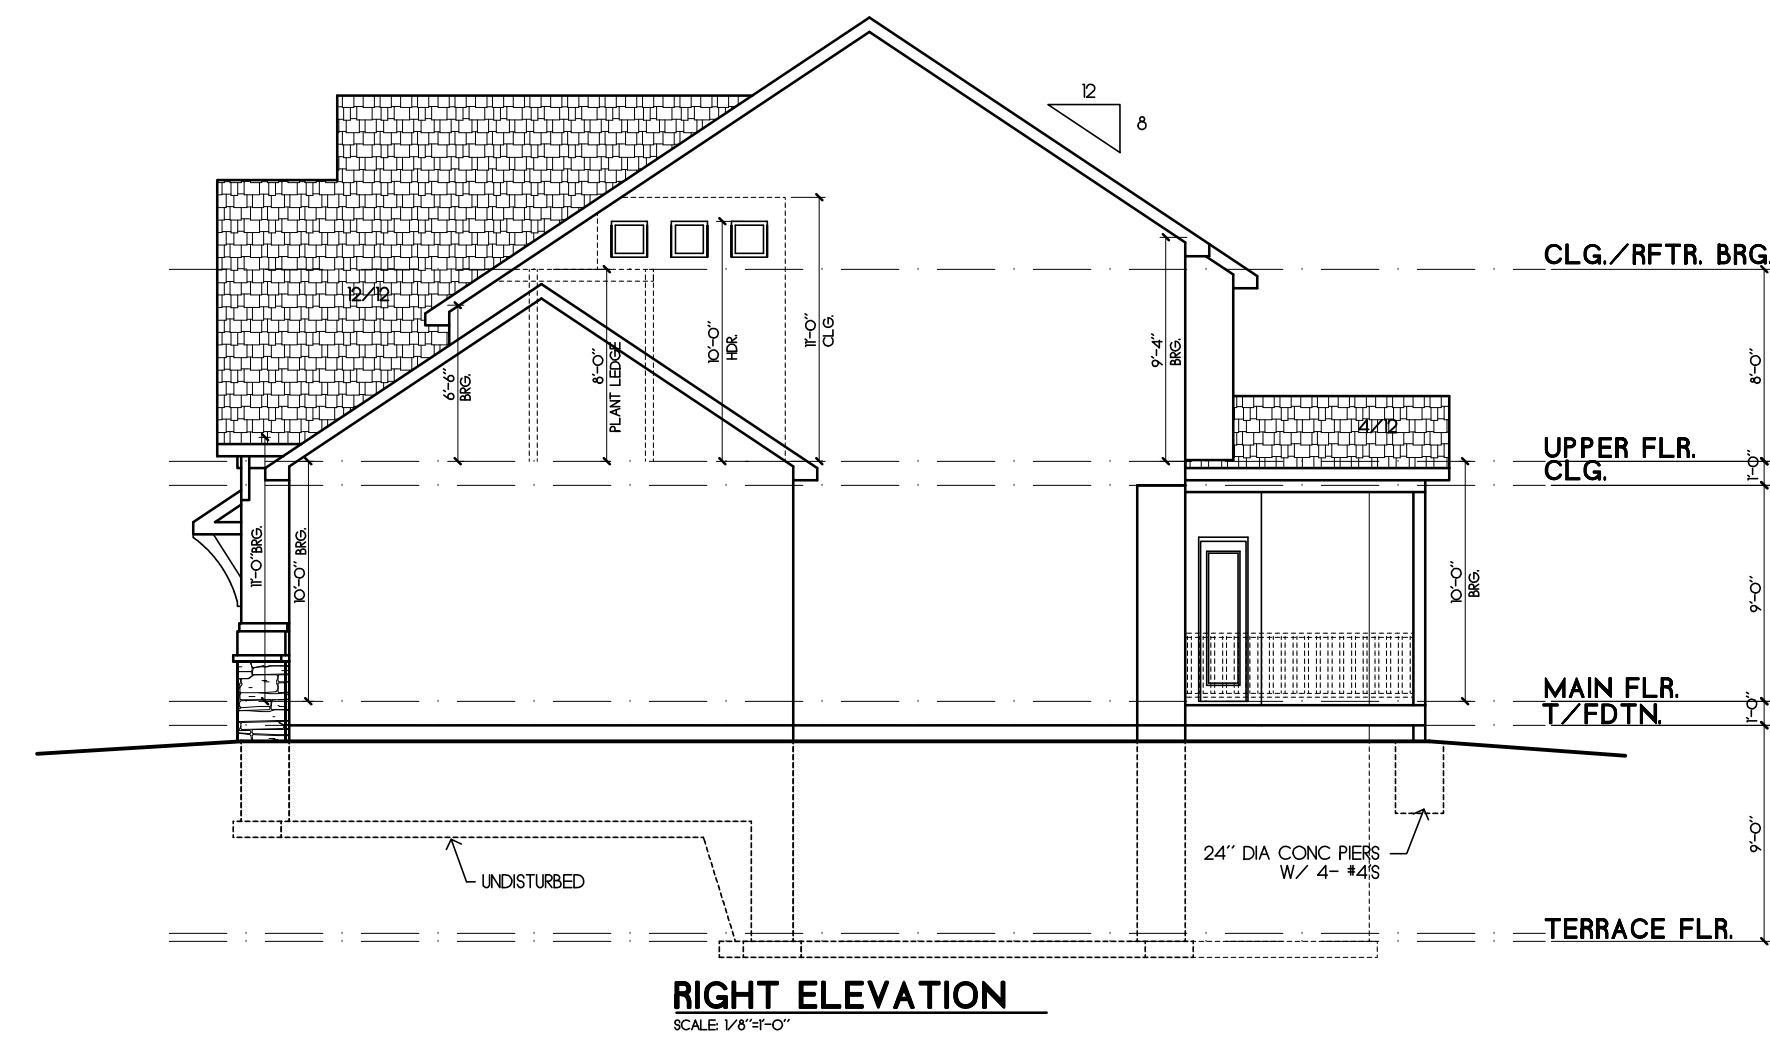 12
8
CLG./RFTR. BRG.
12/12
11'-0"
CLG.
10'-0"
HDR.
8'-0"
PLANT LEDGE
6'-6"
BRG.
9'-4"
BRG.
8'-0"
4/12
UPPER FLR.
CLG.
1'-0"
11'-0" BRG.
10'-0" BRG.
10'-0"
BRG.
9'-0"
MAIN FLR.
T/FDTN.
1'-0"
24" DIA CONC PIERS
W/ 4- #4'S
UNDISTURBED
9'-0"
TERRACE FLR.
RIGHT ELEVATION
SCALE: 1/8"=1'-0"